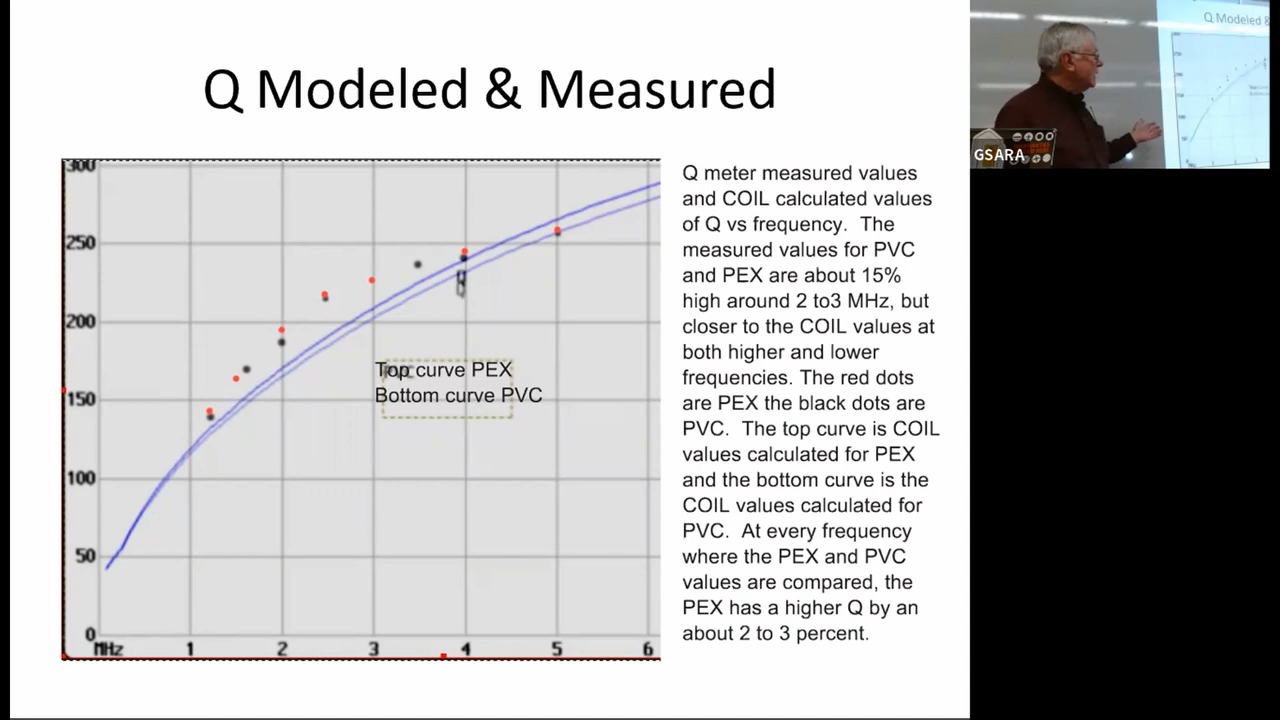 Q Modeled & Measured
300
250
200
150
100
50
0
MHz 1 2 3 4 5 6
Q
Top curve PEX
Bottom curve PVC
Q meter measured values
and COIL calculated values
of Q vs frequency. The
measured values for PVC
and PEX are about 15%
high around 2 to3 MHz, but
closer to the COIL values at
both higher and lower
frequencies. The red dots
are PEX the black dots are
PVC. The top curve is COIL
values calculated for PEX
and the bottom curve is the
COIL values calculated for
PVC. At every frequency
where the PEX and PVC
values are compared, the
PEX has a higher Q by an
about 2 to 3 percent.
Q Modeled &
GSARA